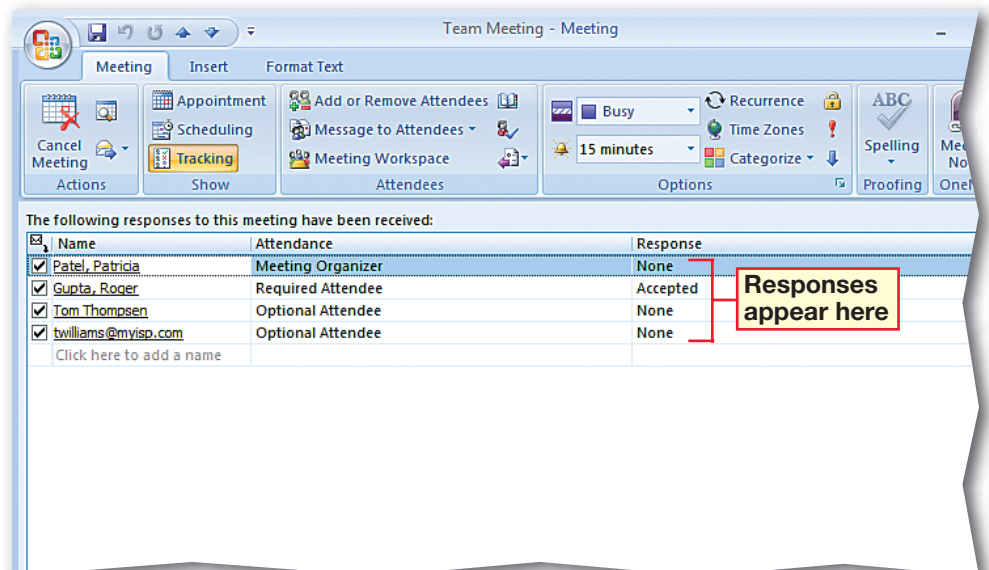 Team Meeting - Meeting
Meeting Insert Format Text
Appointment Add or Remove Attendees Busy Recurrence ABC
Scheduling Message to Attendees Time Zones
Cancel Meeting Tracking Meeting Workspace 15 minutes Categorize Spelling
Actions Show Attendees Options Proofing
The following responses to this meeting have been received:
Name Attendance Response
Patel, Patricia Meeting Organizer None
Gupta, Roger Required Attendee Accepted
Tom Thompsen Optional Attendee None
twilliams@myisp.com Optional Attendee None
Click here to add a name
Responses
appear here